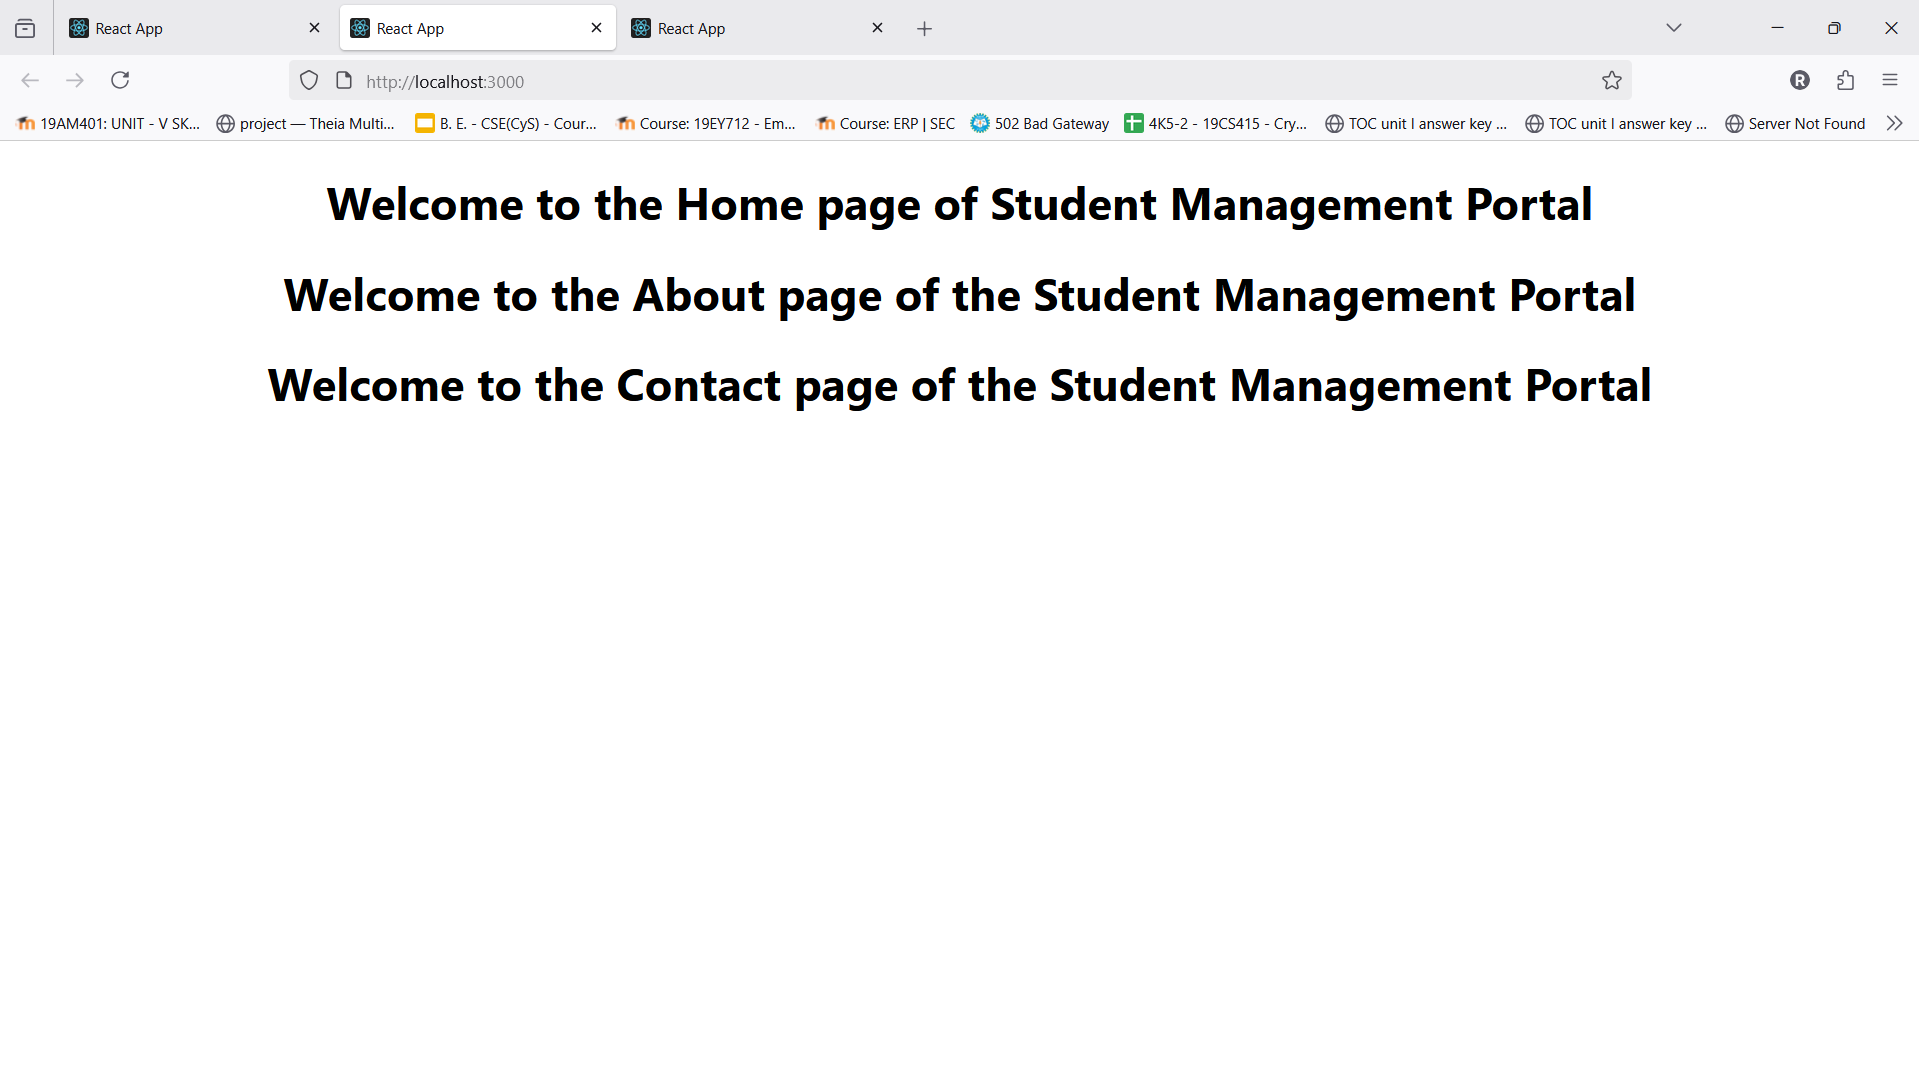 React App
React App
React App
http://localhost:3000
R
19AM401: UNIT - V SK...
project — Theia Multi...
B. E. - CSE(CyS) - Cour...
Course: 19EY712 - Em...
Course: ERP | SEC
502 Bad Gateway
4K5-2 - 19CS415 - Cry...
TOC unit I answer key ...
TOC unit I answer key ...
Server Not Found
Welcome to the Home page of Student Management Portal
Welcome to the About page of the Student Management Portal
Welcome to the Contact page of the Student Management Portal